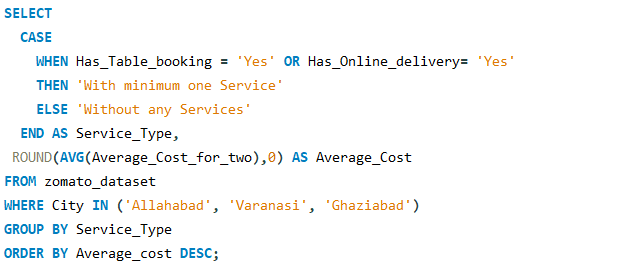 SELECT
CASE
WHEN Has_Table_booking = 'Yes' OR Has_Online_delivery= 'Yes'
THEN 'With minimum one Service'
ELSE 'Without any Services'
END AS Service_Type,
ROUND(AVG(Average_Cost_for_two),0) AS Average_Cost
FROM zomato_dataset
WHERE City IN ('Allahabad', 'Varanasi', 'Ghaziabad')
GROUP BY Service_Type
ORDER BY Average_cost DESC;